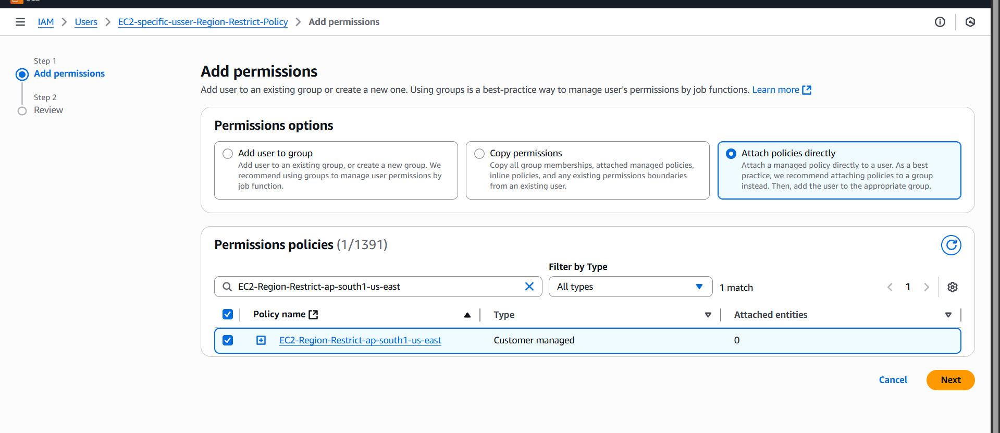 IAM > Users > EC2-specific-usser-Region-Restrict-Policy > Add permissions
Step 1
Add permissions
Step 2
Review
Add permissions
Add user to an existing group or create a new one. Using groups is a best-practice way to manage user's permissions by job functions. Learn more
Permissions options
Add user to group
Add user to an existing group, or create a new group. We
recommend using groups to manage user permissions by
job function.
Copy permissions
Copy all group memberships, attached managed policies,
inline policies, and any existing permissions boundaries
from an existing user.
Attach policies directly
Attach a managed policy directly to a user. As a best
practice, we recommend attaching policies to a group
instead. Then, add the user to the appropriate group.
Permissions policies (1/1391)
Filter by Type
EC2-Region-Restrict-ap-south1-us-east
All types
1 match
1
Policy name
Type
Attached entities
EC2-Region-Restrict-ap-south1-us-east
Customer managed
0
Cancel
Next